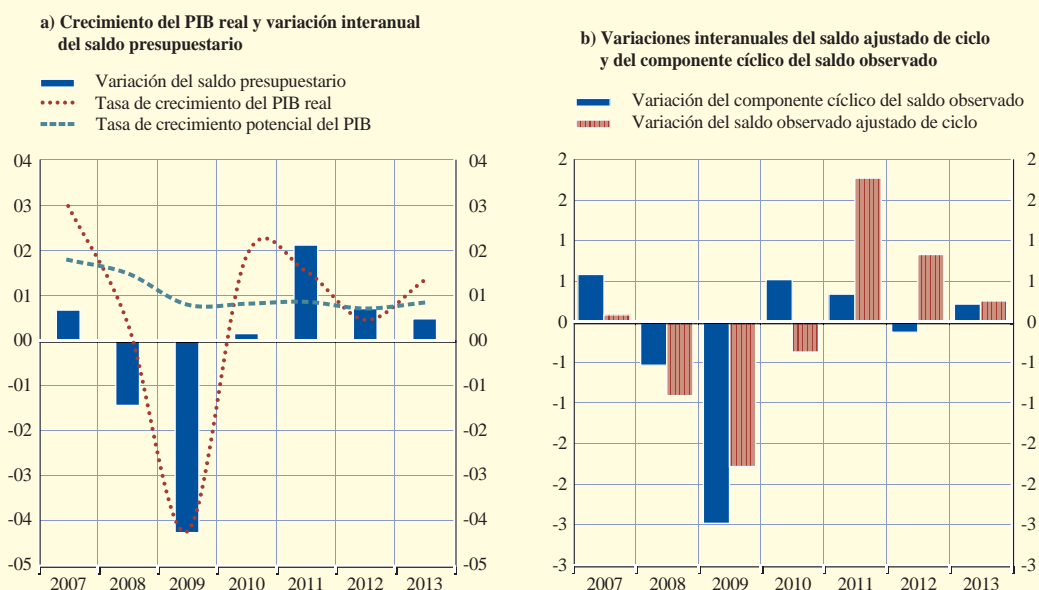 a) Crecimiento del PIB real y variación interanual
del saldo presupuestario
Variación del saldo presupuestario
Tasa de crecimiento del PIB real
Tasa de crecimiento potencial del PIB
04 04
03 03
02 02
01 01
00 00
-01 -01
-02 -02
-03 -03
-04 -04
-05 -05
2007 2008 2009 2010 2011 2012 2013
b) Variaciones interanuales del saldo ajustado de ciclo
y del componente cíclico del saldo observado
Variación del componente cíclico del saldo observado
Variación del saldo observado ajustado de ciclo
2 2
2 2
1 1
1 1
0 0
-1 -1
-1 -1
-2 -2
-2 -2
-3 -3
-3 -3
2007 2008 2009 2010 2011 2012 2013